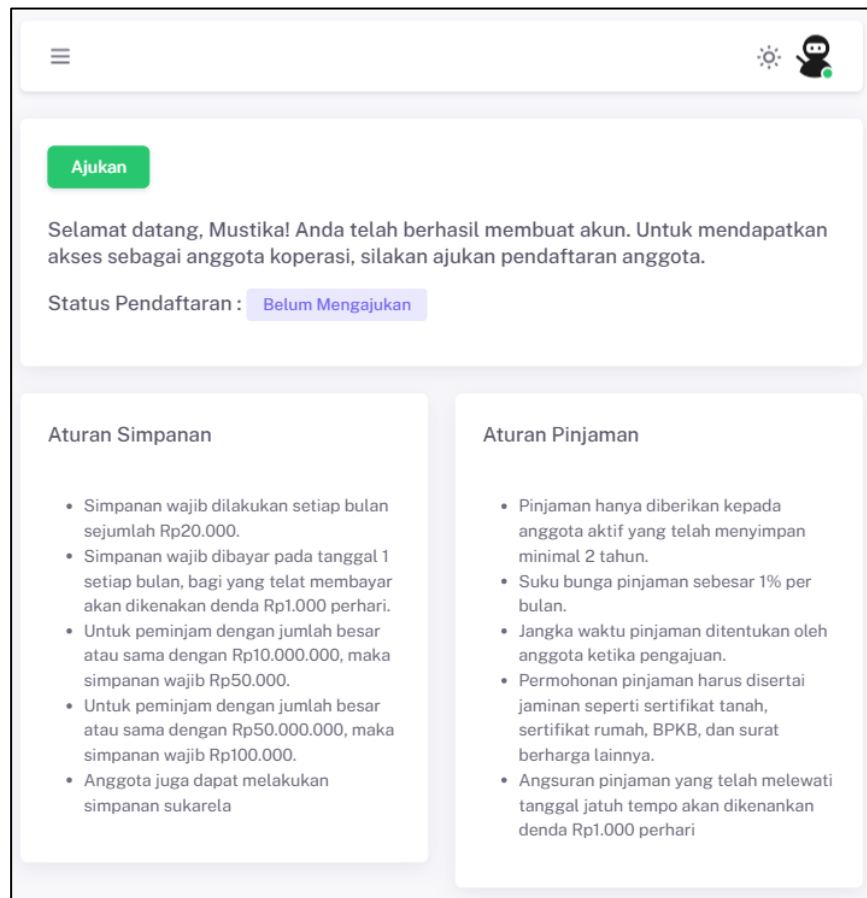 Ajukan
Selamat datang, Mustika! Anda telah berhasil membuat akun. Untuk mendapatkan
akses sebagai anggota koperasi, silakan ajukan pendaftaran anggota.
Status Pendaftaran : Belum Mengajukan
Aturan Simpanan
• Simpanan wajib dilakukan setiap bulan
sejumlah Rp20.000.
• Simpanan wajib dibayar pada tanggal 1
setiap bulan, bagi yang telat membayar
akan dikenakan denda Rp1.000 perhari.
• Untuk peminjam dengan jumlah besar
atau sama dengan Rp10.000.000, maka
simpanan wajib Rp50.000.
• Untuk peminjam dengan jumlah besar
atau sama dengan Rp50.000.000, maka
simpanan wajib Rp100.000.
• Anggota juga dapat melakukan
simpanan sukarela
Aturan Pinjaman
• Pinjaman hanya diberikan kepada
anggota aktif yang telah menyimpan
minimal 2 tahun.
• Suku bunga pinjaman sebesar 1% per
bulan.
• Jangka waktu pinjaman ditentukan oleh
anggota ketika pengajuan.
• Permohonan pinjaman harus disertai
jaminan seperti sertifikat tanah,
sertifikat rumah, BPKB, dan surat
berharga lainnya.
• Angsuran pinjaman yang telah melewati
tanggal jatuh tempo akan dikenankan
denda Rp1.000 perhari